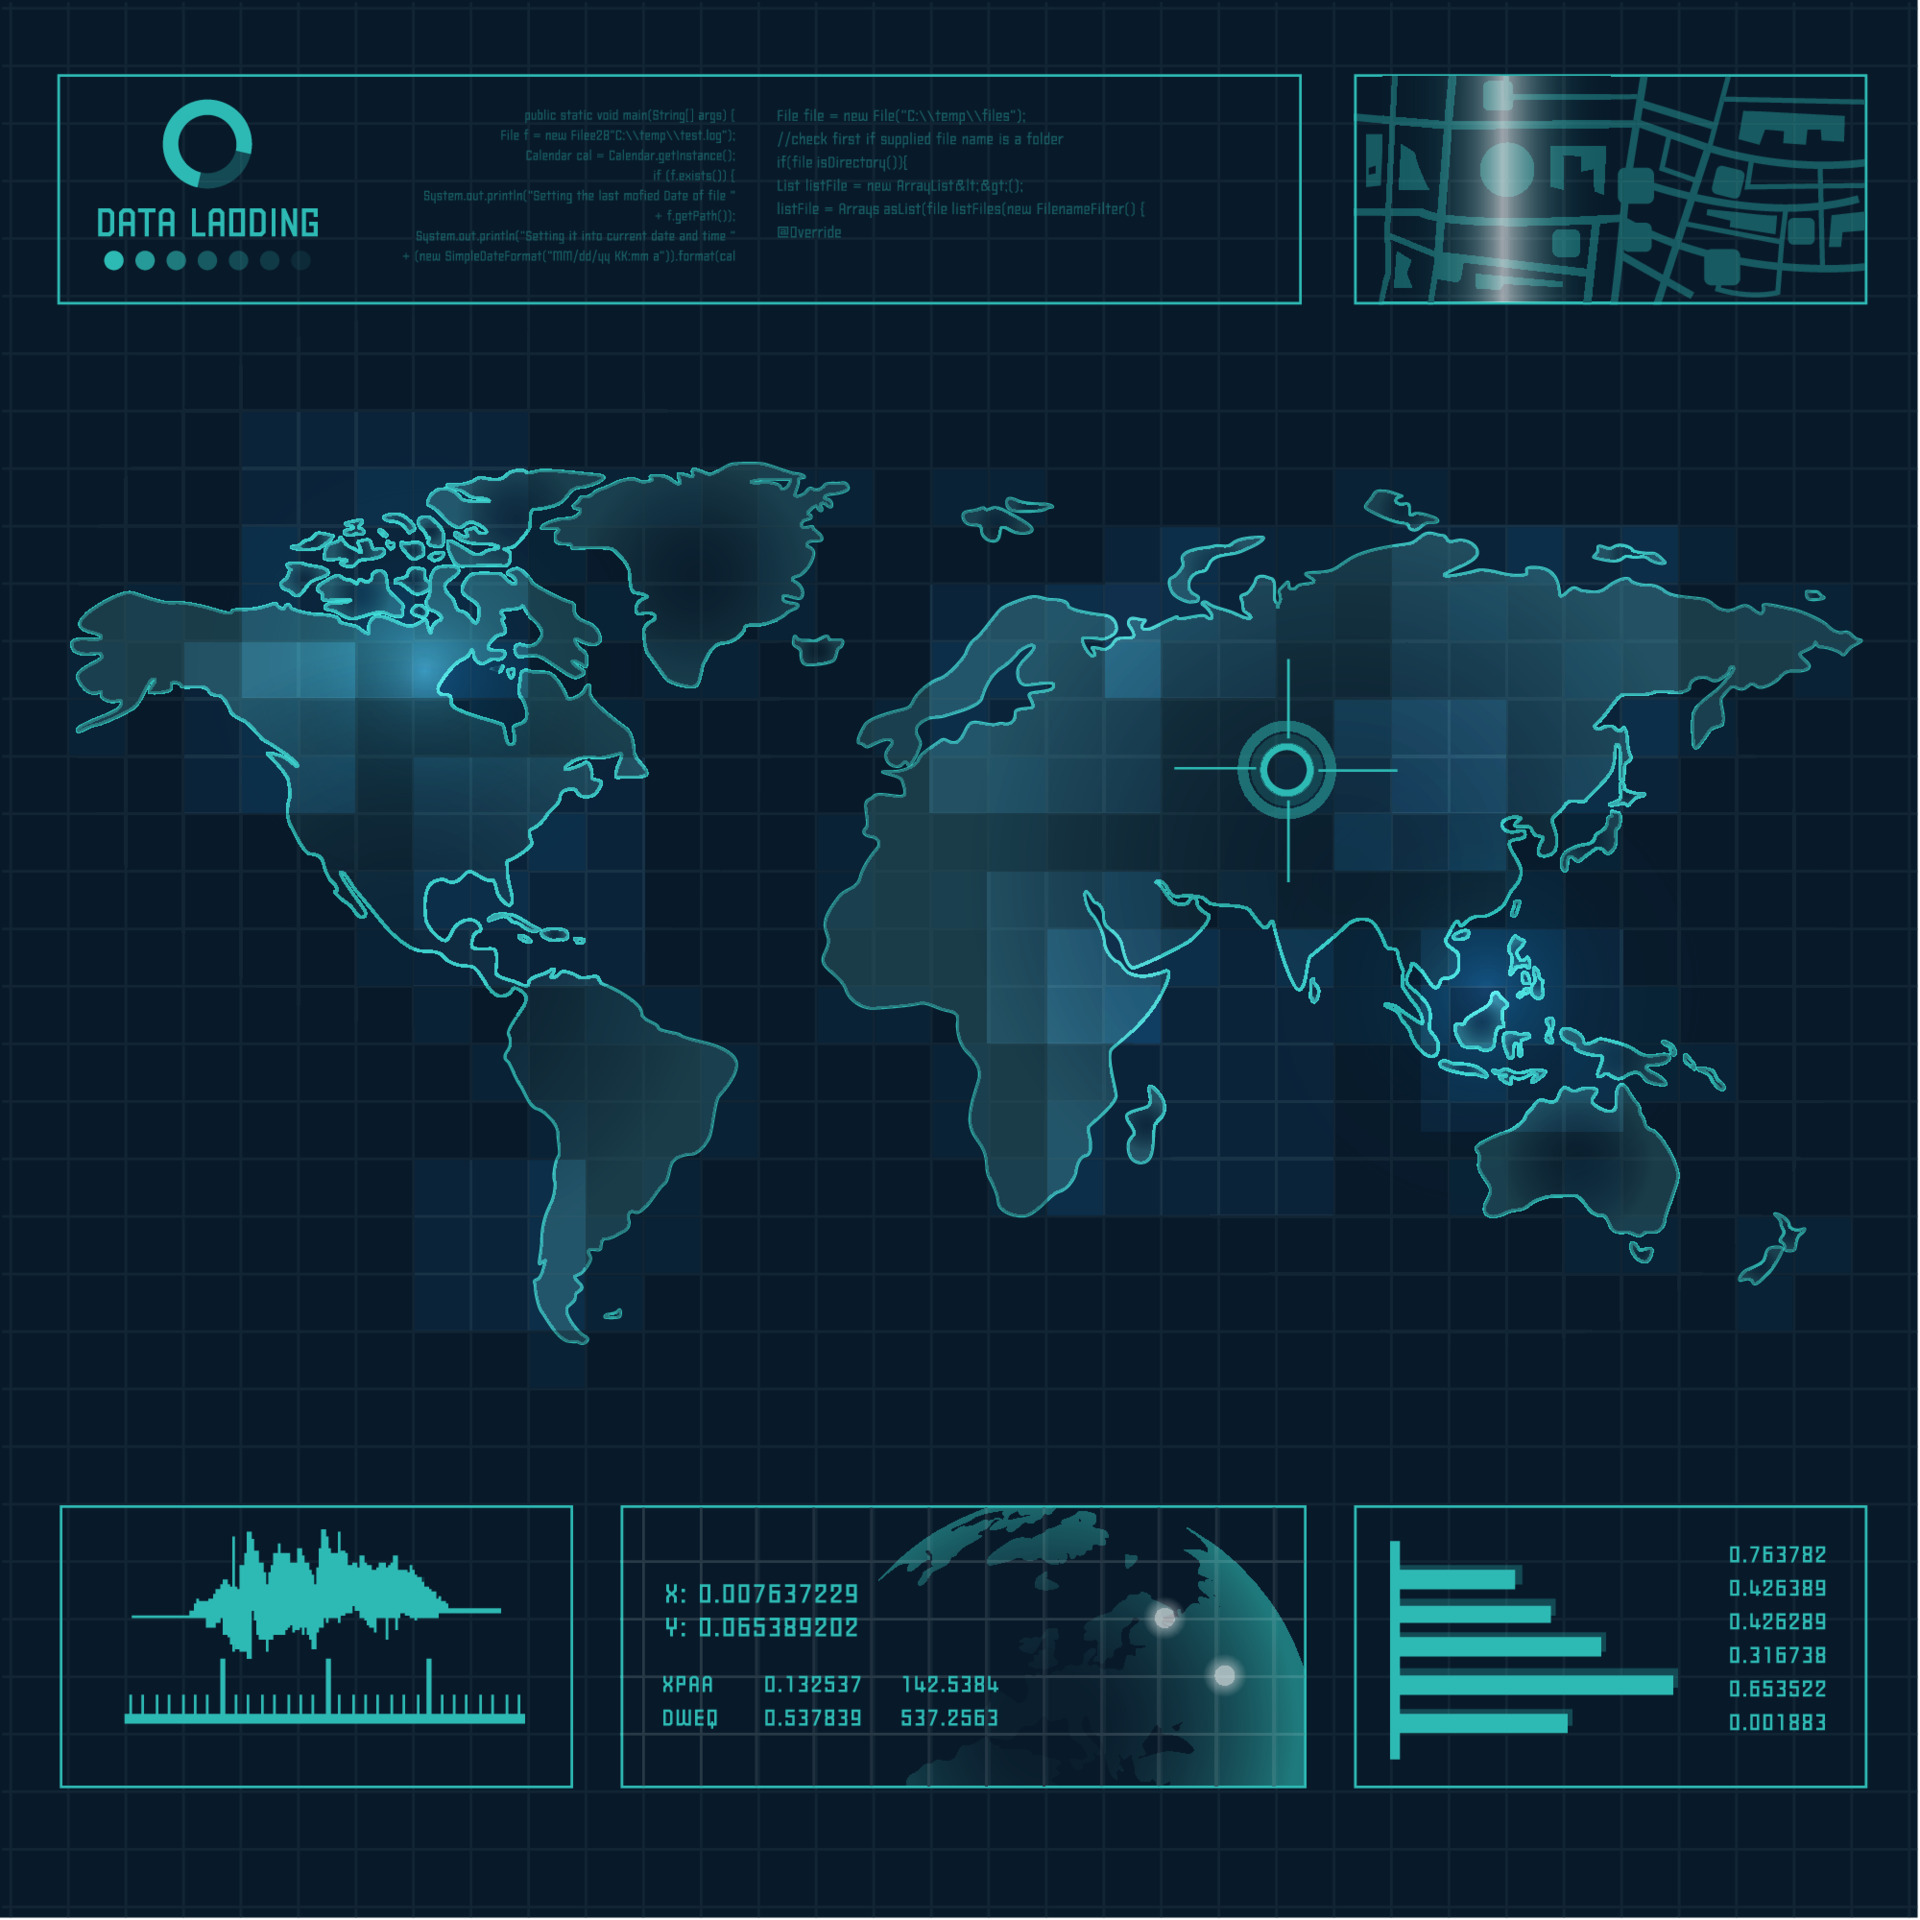 DATA LAODING
public static void main(String[] args) {
File f = new Filee28"C:\\temp\\test.log");
Calendar cal = Calendar.getInstance();
if (f.exists()) {
System.out.println("Setting the last mofied Date of file "
+ f.getPath());
System.out.println("Setting it into current date and time "
+ (new SimpleDateFormat("MM/dd/yy KK:mm a")).format(cal
File file = new File("C:\\temp\\files");
//check first if supplied file name is a folder
if(file isDirectory()){
List listFile = new ArrayList&lt;&gt;();
listFile = Arrays asList(file listFiles(new FilenameFilter() {
@Override
X: 0.007637229
Y: 0.065389202
XPAA 0.132537 142.5384
DWEQ 0.537839 537.2563
0.763782
0.426389
0.426289
0.316738
0.653522
0.001883